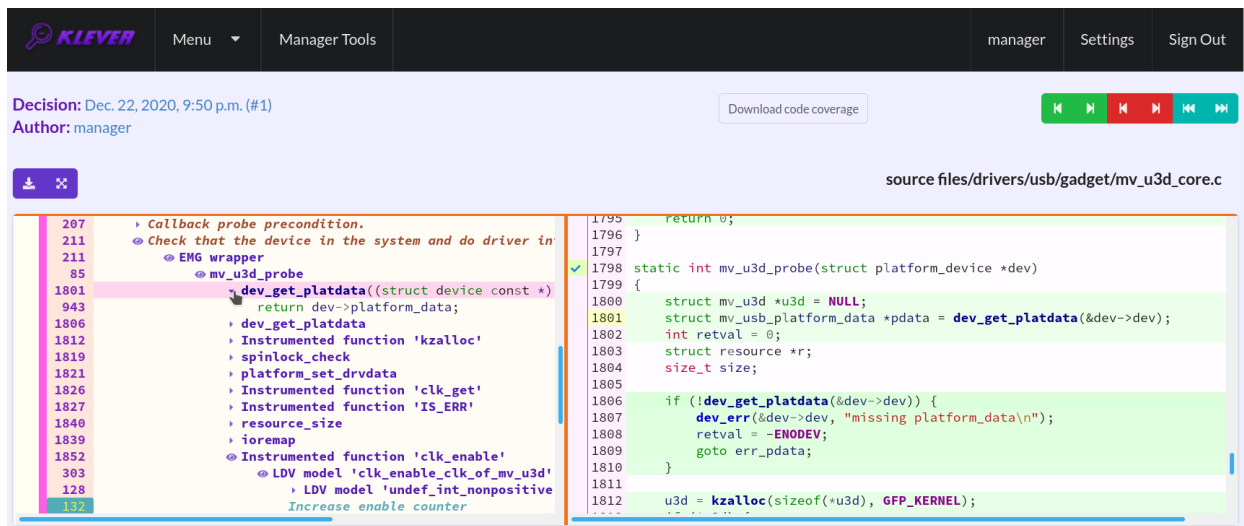 KLEVER
Menu
Manager Tools
manager
Settings
Sign Out
Decision: Dec. 22, 2020, 9:50 p.m. (#1)
Author: manager
Download code coverage
source files/drivers/usb/gadget/mv_u3d_core.c
207 Callback probe precondition.
211 Check that the device in the system and do driver in
211 EMG wrapper
85 mv_u3d_probe
1801 dev_get_platdata((struct device const *)
943 return dev->platform_data;
1806 dev_get_platdata
1812 Instrumented function 'kzalloc'
1819 spinlock_check
1821 platform_set_drvdata
1826 Instrumented function 'clk_get'
1827 Instrumented function 'IS_ERR'
1840 resource_size
1839 ioremap
1852 Instrumented function 'clk_enable'
303 LDV model 'clk_enable_clk_of_mv_u3d'
128 LDV model 'undef_int_nonpositive
132 Increase enable counter
1795 return 0;
1796 }
1797
1798 static int mv_u3d_probe(struct platform_device *dev)
1799 {
1800 struct mv_u3d *u3d = NULL;
1801 struct mv_usb_platform_data *pdata = dev_get_platdata(&dev->dev);
1802 int retval = 0;
1803 struct resource *r;
1804 size_t size;
1805
1806 if (!dev_get_platdata(&dev->dev)) {
1807 dev_err(&dev->dev, "missing platform_data\n");
1808 retval = -ENODEV;
1809 goto err_pdata;
1810 }
1811
1812 u3d = kzalloc(sizeof(*u3d), GFP_KERNEL);